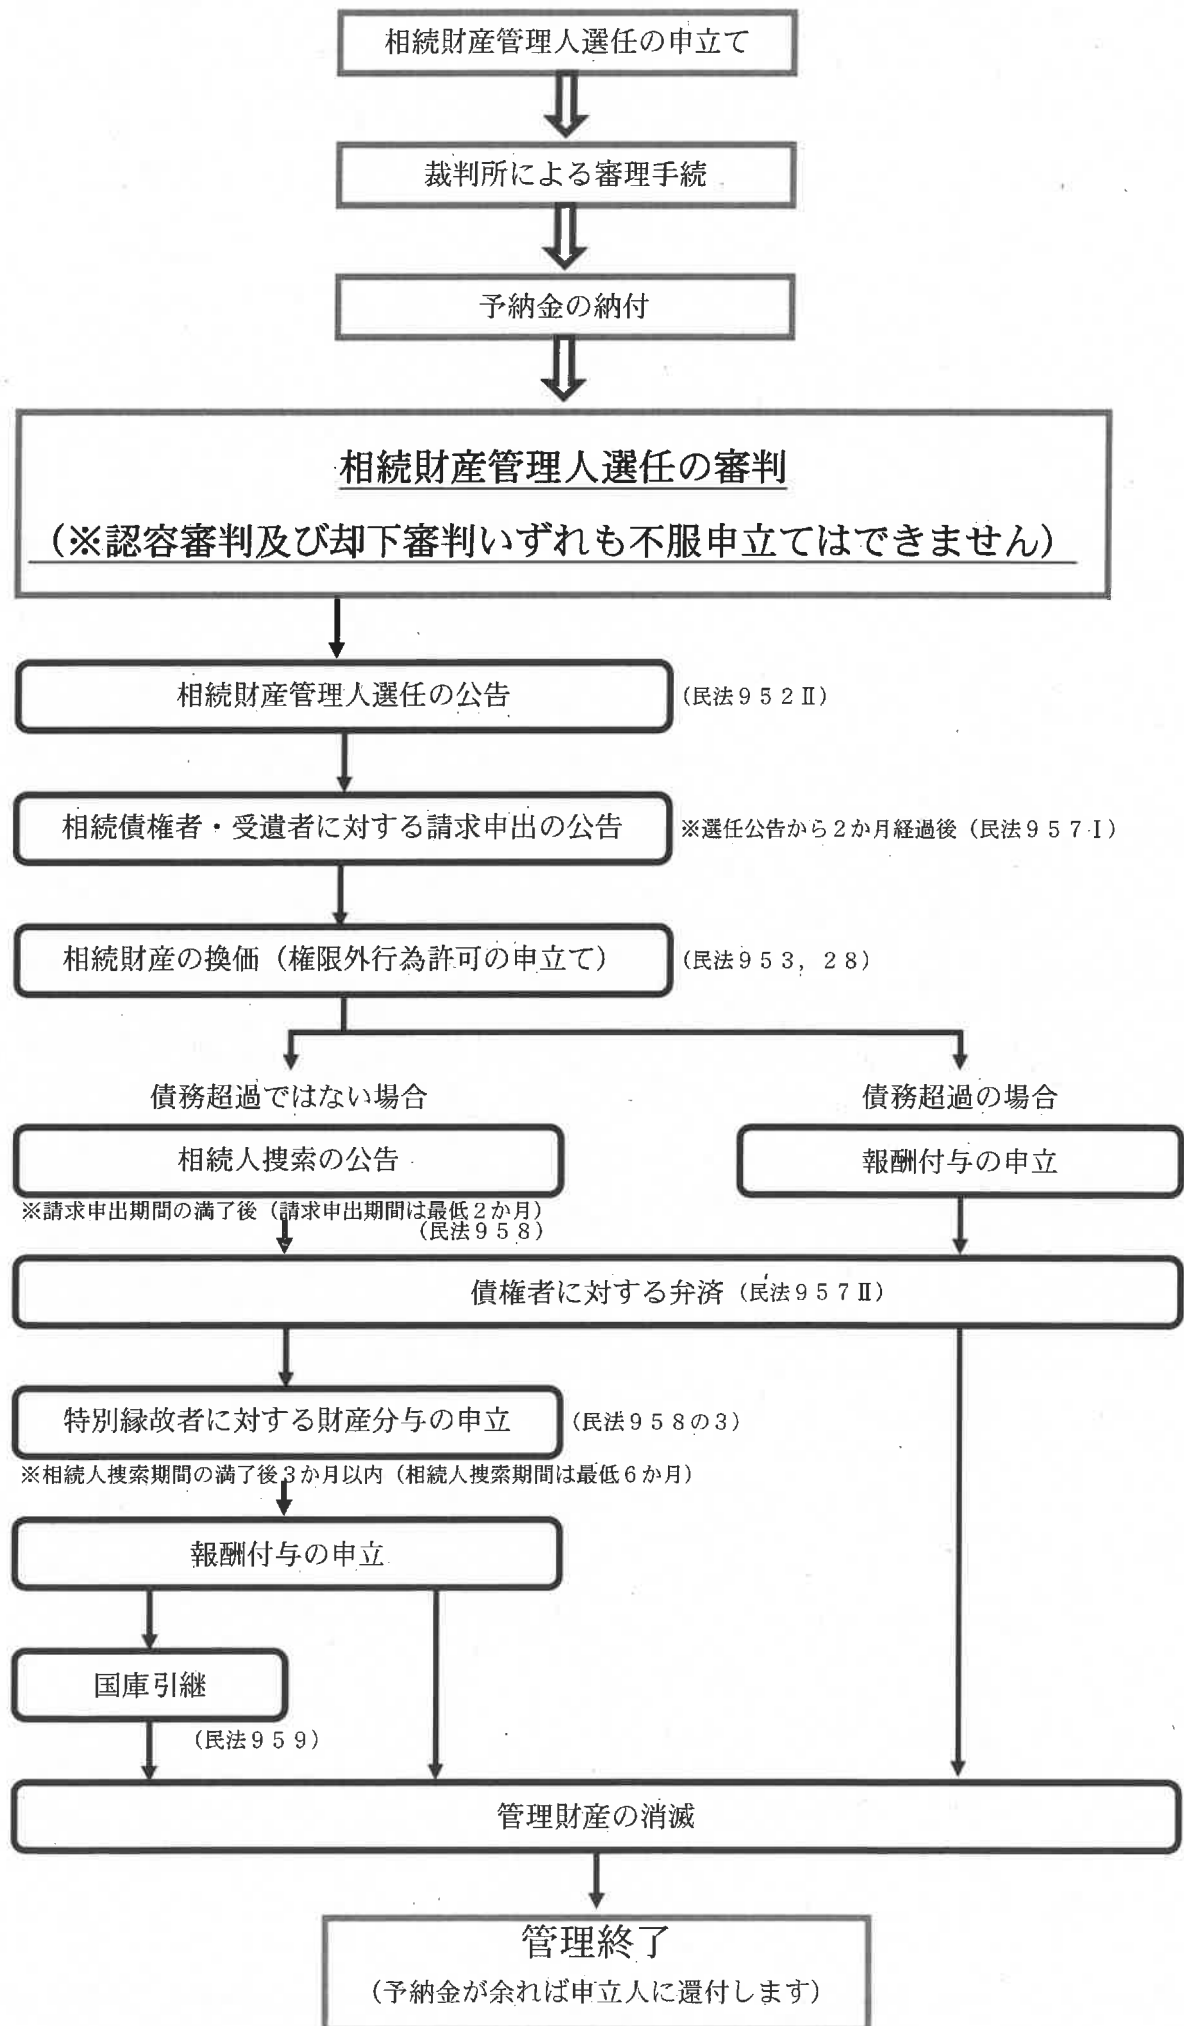 相続財産管理人選任の申立て
裁判所による審理手続
予納金の納付
相続財産管理人選任の審判
(※認容審判及び却下審判いずれも不服申立てはできません)
相続財産管理人選任の公告
(民法952Ⅱ)
相続債権者・受遺者に対する請求申出の公告
※選任公告から2か月経過後(民法957Ⅰ)
相続財産の換価(権限外行為許可の申立て)
(民法953,28)
債務超過ではない場合
債務超過の場合
相続人捜索の公告
報酬付与の申立
※請求申出期間の満了後(請求申出期間は最低2か月)
(民法958)
債権者に対する弁済(民法957Ⅱ)
特別縁故者に対する財産分与の申立
(民法958の3)
※相続人捜索期間の満了後3か月以内(相続人捜索期間は最低6か月)
報酬付与の申立
国庫引継
(民法959)
管理財産の消滅
管理終了
(予納金が余れば申立人に還付します)